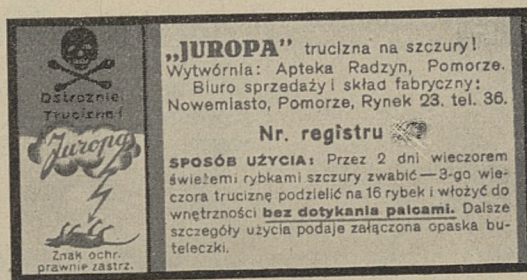 Ostrożnie!
Trucizna!
Juropa
Znak ochr.
prawnie zastrz.
„JUROPA” trucizna na szczury!
Wytwórnia: Apteka Radzyn, Pomorze.
Biuro sprzedaży i skład fabryczny:
Nowemiasto, Pomorze, Rynek 23. tel. 36.
Nr. registru
SPOSÓB UŻYCIA: Przez 2 dni wieczorem
świeżemi rybkami szczury zwabić—3-go wie-
czora truciznę podzielić na 16 rybek i włożyć do
wnętrzności bez dotykania palcami. Dalsze
szczegóły użycia podaje załączona opaska bu-
teleczki.